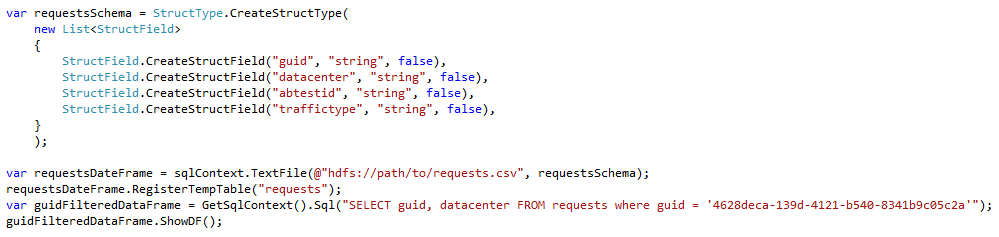 var requestsSchema = StructType.CreateStructType(
new List<StructField>
{
StructField.CreateStructField("guid", "string", false),
StructField.CreateStructField("datacenter", "string", false),
StructField.CreateStructField("abtestid", "string", false),
StructField.CreateStructField("traffictype", "string", false),
}
);
var requestsDateFrame = sqlContext.TextFile(@"hdfs://path/to/requests.csv", requestsSchema);
requestsDateFrame.RegisterTempTable("requests");
var guidFilteredDataFrame = GetSqlContext().Sql("SELECT guid, datacenter FROM requests where guid = '4628deca-139d-4121-b540-8341b9c05c2a'");
guidFilteredDataFrame.ShowDF();